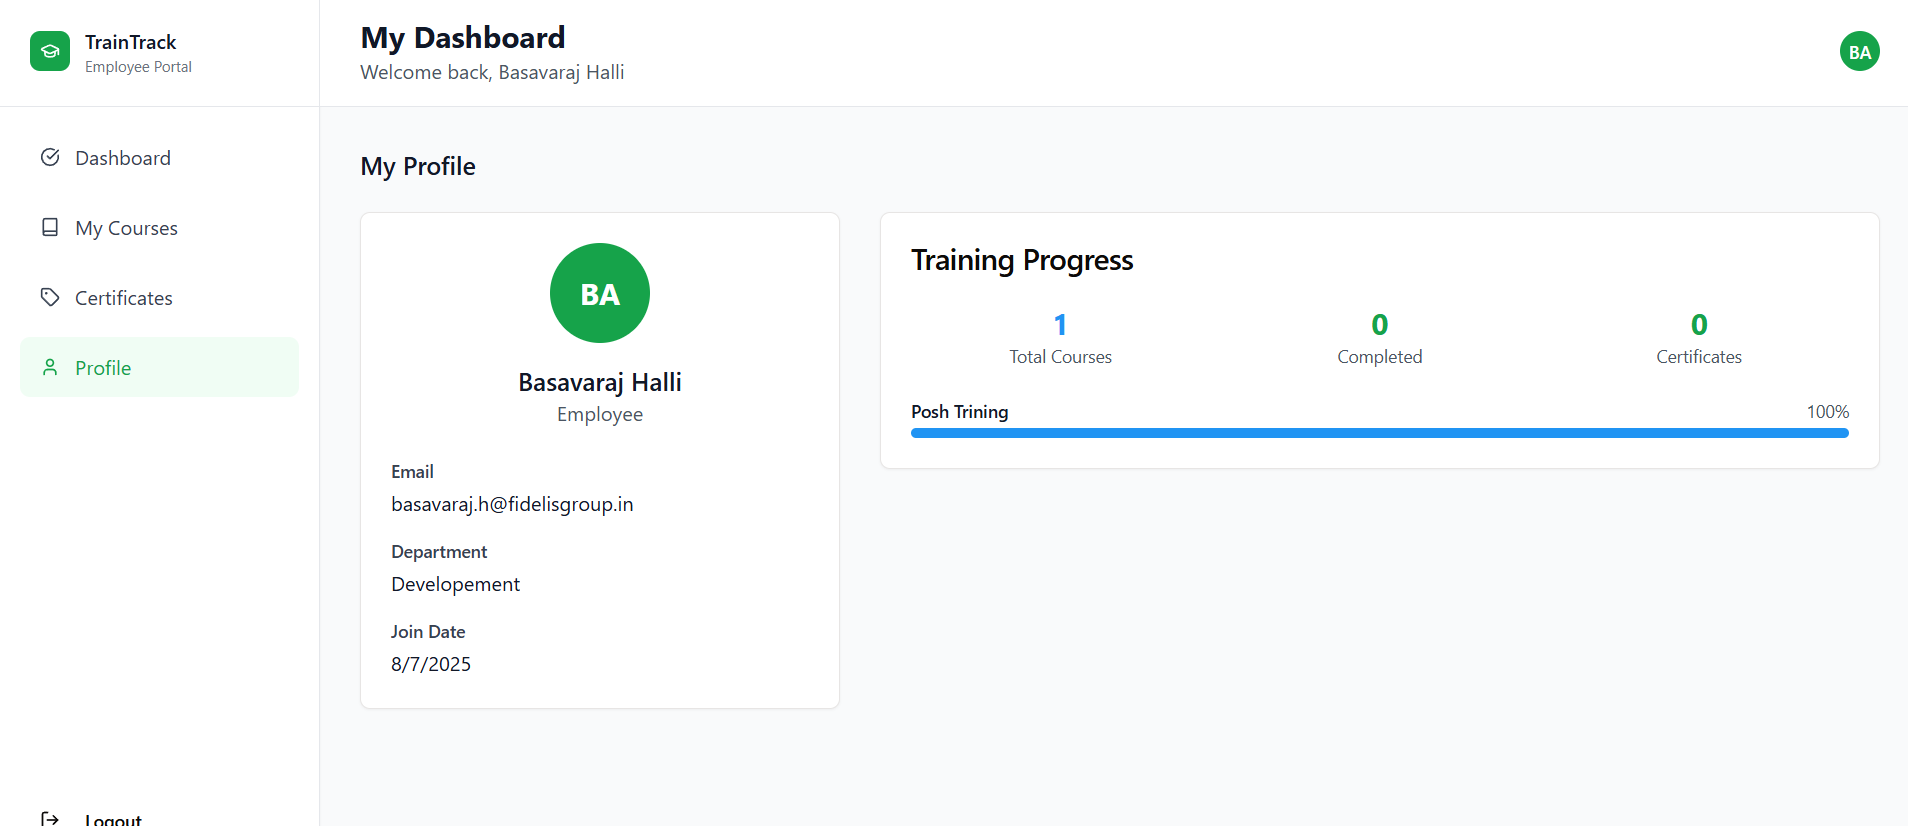 TrainTrack
Employee Portal
Dashboard
My Courses
Certificates
Profile
Logout
My Dashboard
Welcome back, Basavaraj Halli
BA
My Profile
BA
Basavaraj Halli
Employee
Email
basavaraj.h@fidelisgroup.in
Department
Developement
Join Date
8/7/2025
Training Progress
1
Total Courses
0
Completed
0
Certificates
Posh Trining
100%